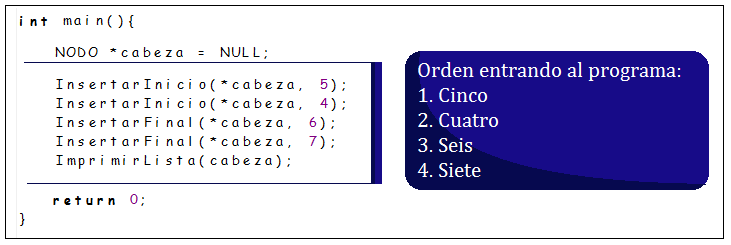 int main(){
NODO *cabeza = NULL;
InsertarInicio(*cabeza, 5);
InsertarInicio(*cabeza, 4);
InsertarFinal(*cabeza, 6);
InsertarFinal(*cabeza, 7);
ImprimirLista(cabeza);
return 0;
}
Orden entrando al programa:
1. Cinco
2. Cuatro
3. Seis
4. Siete